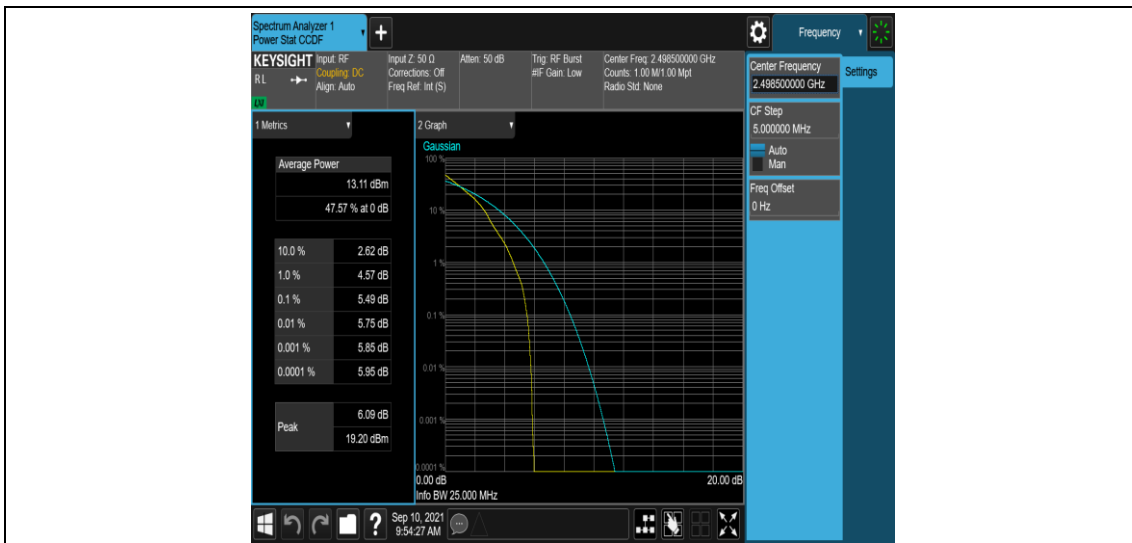 Spectrum Analyzer 1
Power Stat CCDF
Frequency
KEYSIGHT
RL
LXI
Input: RF
Coupling: DC
Align: Auto
Input Z: 50 Ω
Corrections: Off
Freq Ref: Int (S)
Atten: 50 dB
Trig: RF Burst
#IF Gain: Low
Center Freq: 2.498500000 GHz
Counts: 1.00 M/1.00 Mpt
Radio Std: None
Center Frequency
2.498500000 GHz
Settings
CF Step
5.000000 MHz
Auto
Man
Freq Offset
0 Hz
1 Metrics
Average Power
13.11 dBm
47.57 % at 0 dB
10.0 % 2.62 dB
1.0 % 4.57 dB
0.1 % 5.49 dB
0.01 % 5.75 dB
0.001 % 5.85 dB
0.0001 % 5.95 dB
Peak
6.09 dB
19.20 dBm
2 Graph
Gaussian
100 %
10 %
1 %
0.1 %
0.01 %
0.001 %
0.0001 %
0.00 dB 20.00 dB
Info BW 25.000 MHz
Sep 10, 2021
9:54:27 AM